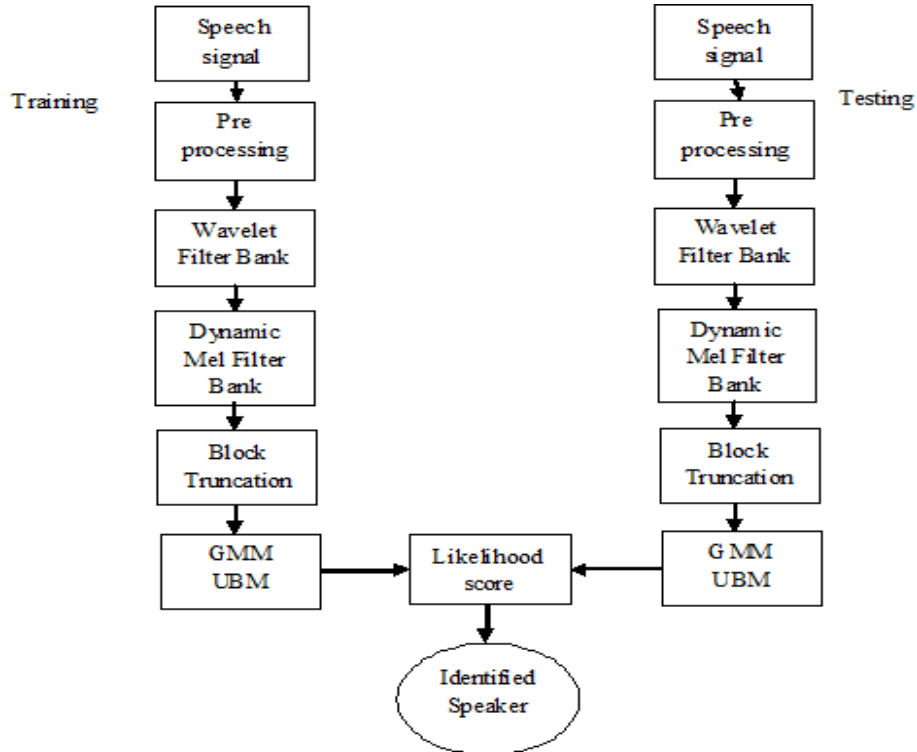 Speech
signal
Training
Pre
processing
Wavelet
Filter Bank
Dynamic
Mel Filter
Bank
Block
Truncation
GMM
UBM
Speech
signal
Testing
Pre
processing
Wavelet
Filter Bank
Dynamic
Mel Filter
Bank
Block
Truncation
GMM
UBM
Likelihood
score
Identified
Speaker